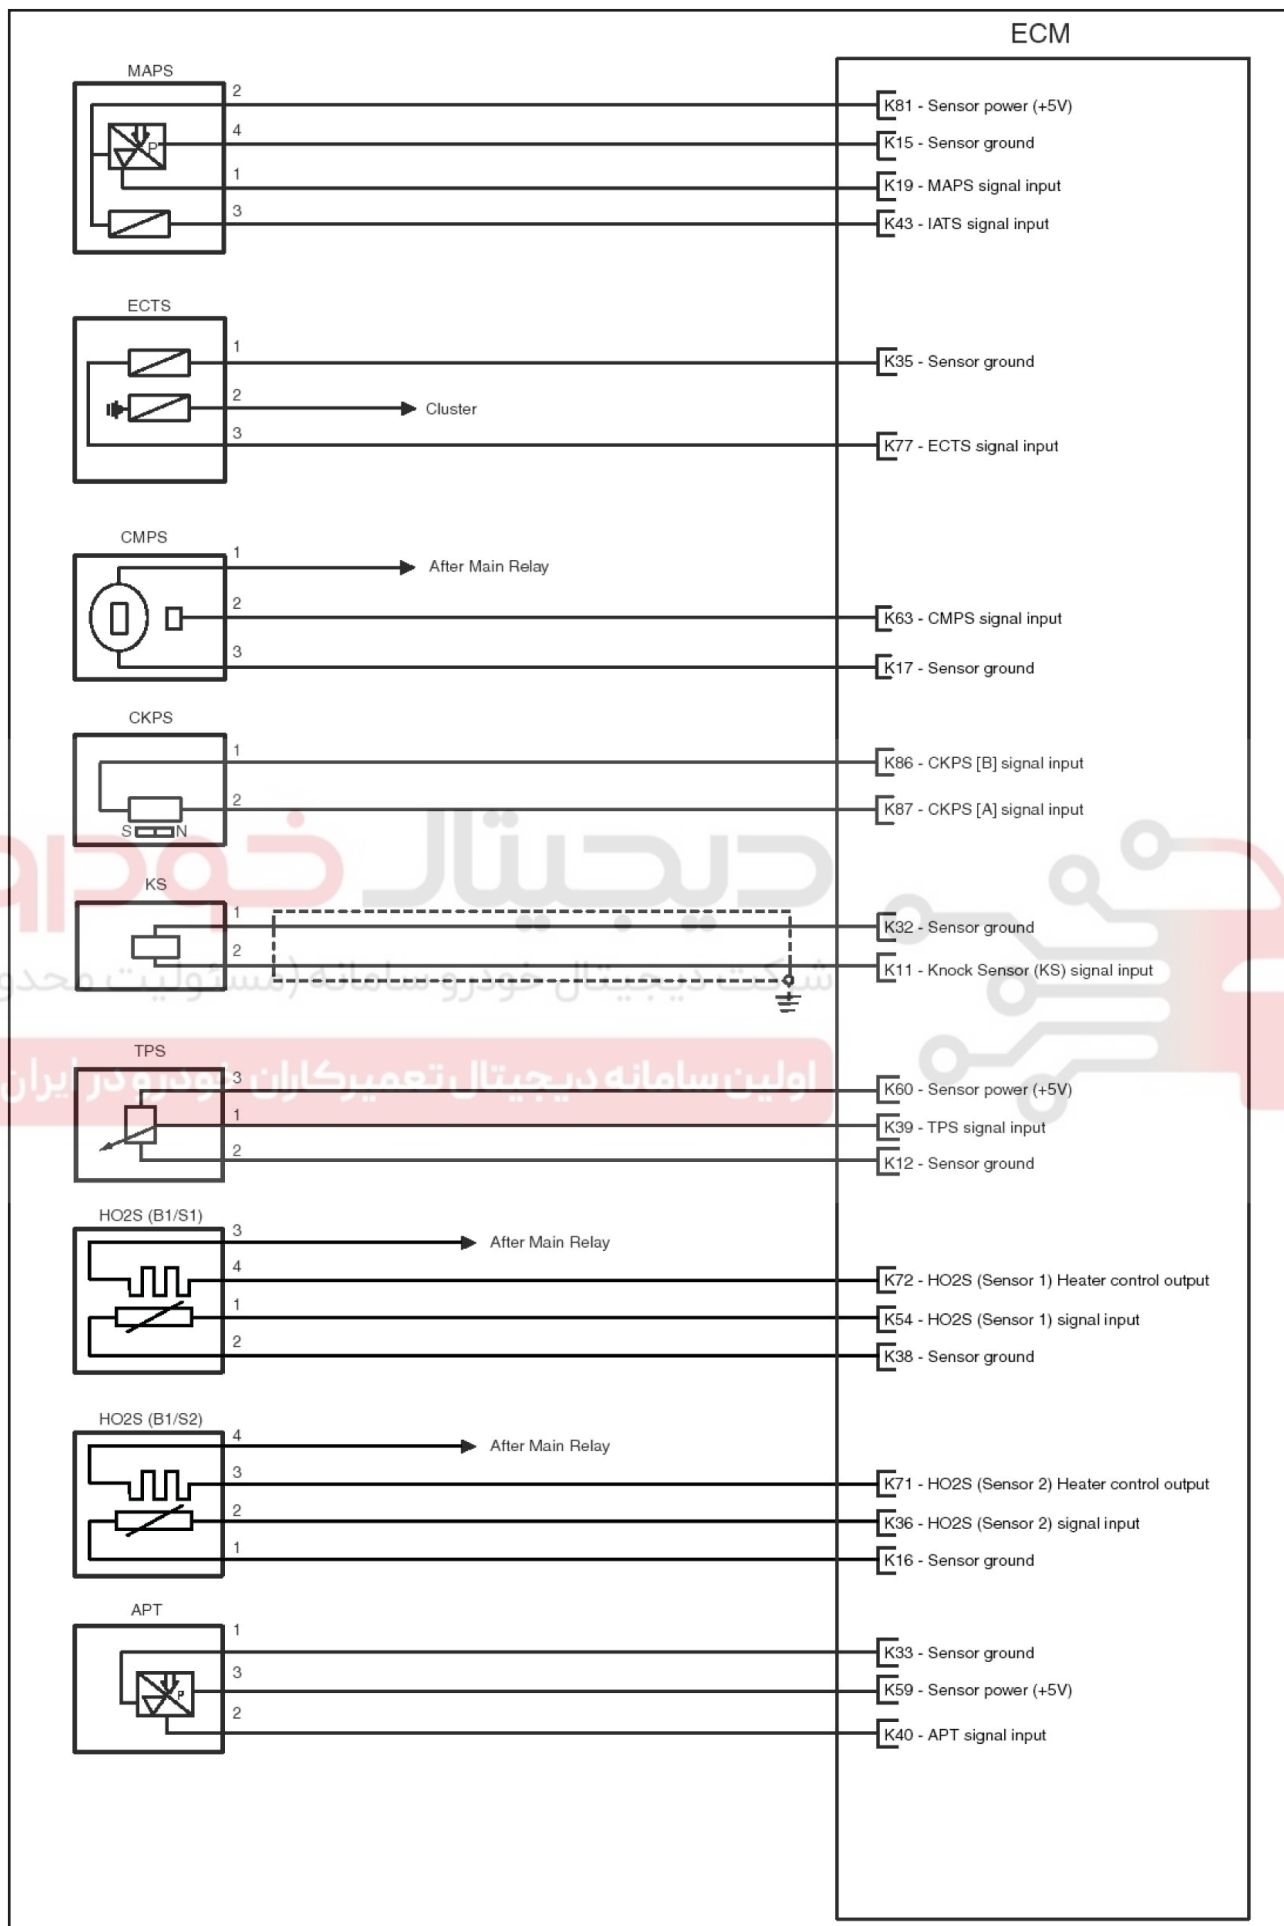 ECM
MAPS
2
K81 - Sensor power (+5V)
4
K15 - Sensor ground
P
1
K19 - MAPS signal input
3
K43 - IATS signal input
ECTS
1
K35 - Sensor ground
2
Cluster
3
K77 - ECTS signal input
CMPS
1
After Main Relay
2
K63 - CMPS signal input
3
K17 - Sensor ground
CKPS
1
K86 - CKPS [B] signal input
2
K87 - CKPS [A] signal input
S N
دیجیتال خودرو
KS
1
K32 - Sensor ground
2
K11 - Knock Sensor (KS) signal input
شرکت دیجیتال خودرو سامانه (مسئولیت
TPS
3
K60 - Sensor power (+5V)
اولین سامانه دیجیتال تعمیرکاران خودرو در ایران
1
K39 - TPS signal input
2
K12 - Sensor ground
HO2S (B1/S1)
3
After Main Relay
4
K72 - HO2S (Sensor 1) Heater control output
1
K54 - HO2S (Sensor 1) signal input
2
K38 - Sensor ground
HO2S (B1/S2)
4
After Main Relay
3
K71 - HO2S (Sensor 2) Heater control output
2
K36 - HO2S (Sensor 2) signal input
1
K16 - Sensor ground
APT
1
K33 - Sensor ground
3
K59 - Sensor power (+5V)
P
2
K40 - APT signal input